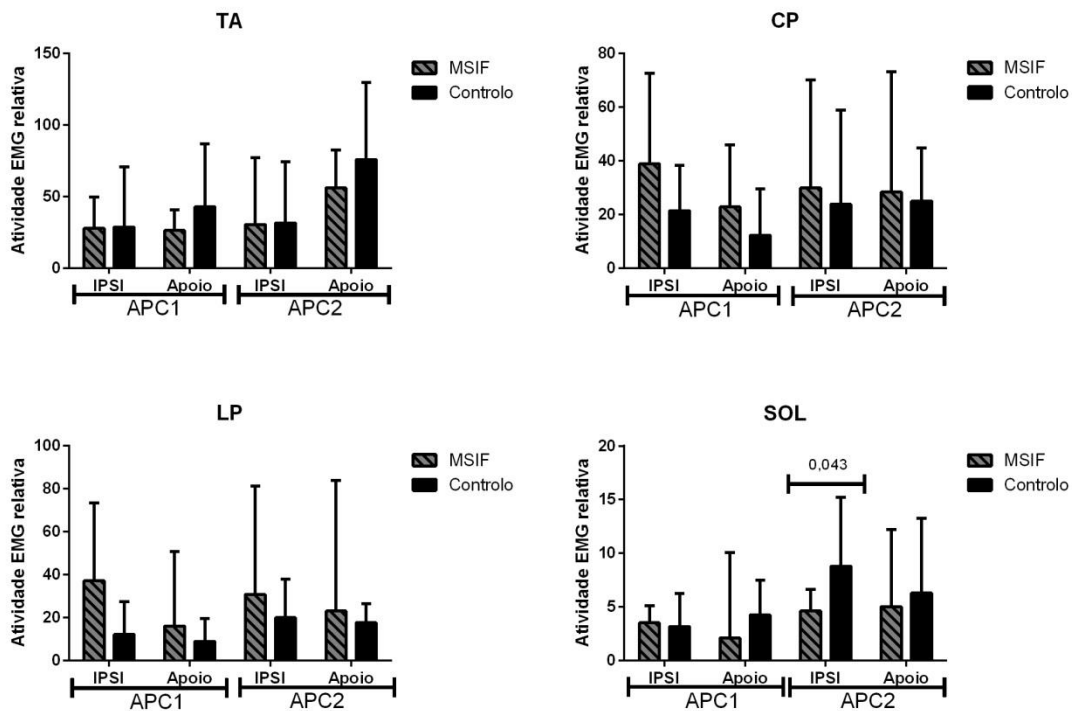 TA
Atividade EMG relativa
150
100
50
0
MSIF
Controlo
IPSI Apoio IPSI Apoio
APC1 APC2
CP
Atividade EMG relativa
80
60
40
20
0
MSIF
Controlo
IPSI Apoio IPSI Apoio
APC1 APC2
LP
Atividade EMG relativa
100
80
60
40
20
0
MSIF
Controlo
IPSI Apoio IPSI Apoio
APC1 APC2
SOL
Atividade EMG relativa
20
15
10
5
0
0,043
MSIF
Controlo
IPSI Apoio IPSI Apoio
APC1 APC2